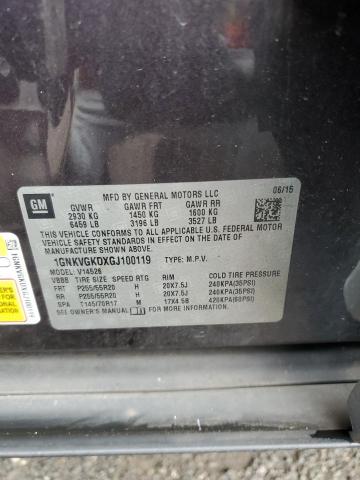 MFD BY GENERAL MOTORS LLC 06/15
GM
GVWR GAWR FRT GAWR RR
2930 KG 1450 KG 1600 KG
6459 LB 3196 LB 3527 LB
THIS VEHICLE CONFORMS TO ALL APPLICABLE U.S. FEDERAL MOTOR
VEHICLE SAFETY AND THEFT PREVENTION STANDARDS IN EFFECT ON THE DATE OF
MANUFACTURE SHOWN ABOVE.
1GNKVGKDXGJ100119 TYPE: M.P.V.
MODEL: V14526
VBBB TIRE SIZE SPEED RTG RIM COLD TIRE PRESSURE
FRT P255/55R20 H 20X7.5J 240KPA(35PSI)
RR P255/55R20 H 20X7.5J 240KPA(35PSI)
SPA T145/70R17 M 17X4.5B 420KPA(60PSI)
SEE OWNER'S MANUAL FOR ADDITIONAL INFORMATION